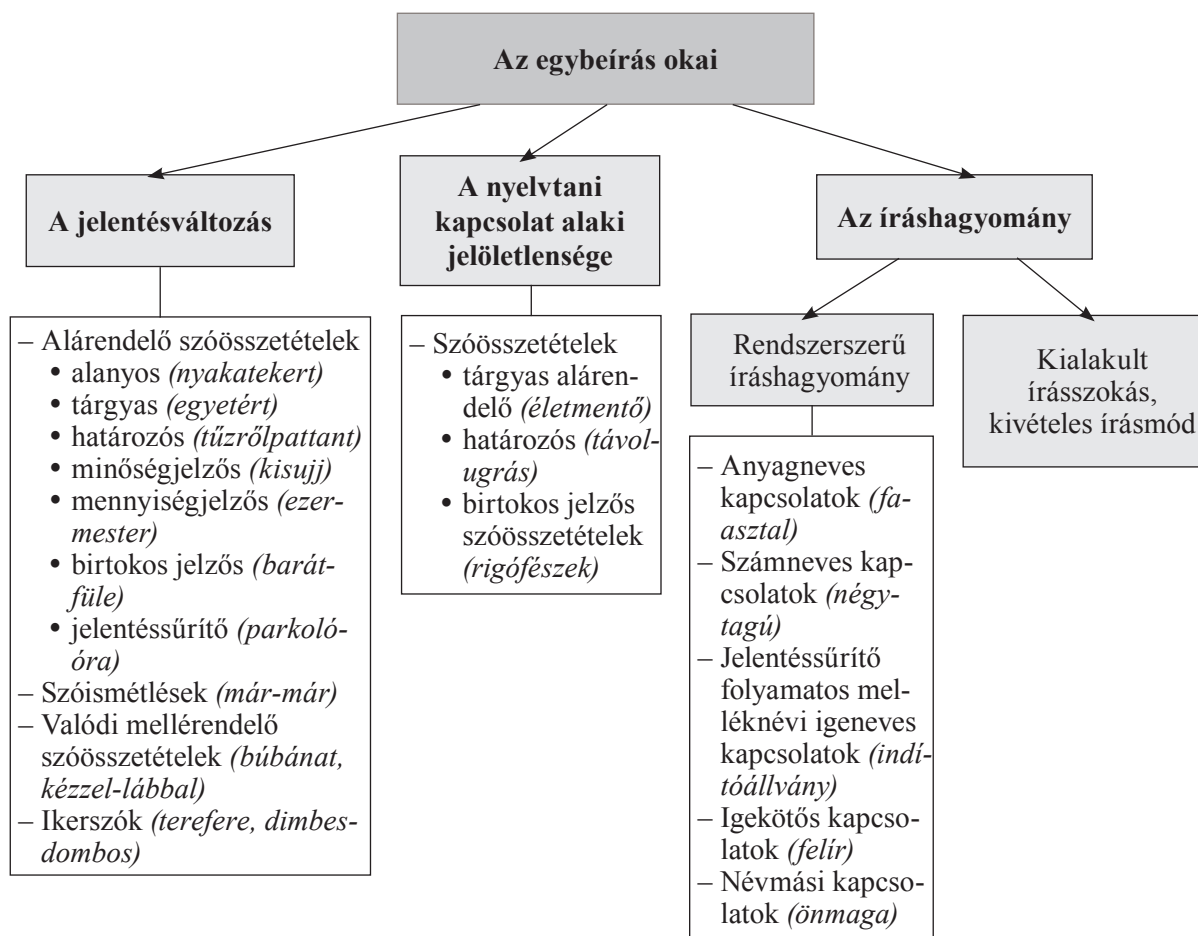 Az egybeírás okai
A jelentésváltozás
– Alárendelő szóösszetételek
• alanyos (nyakatekert)
• tárgyas (egyetért)
• határozós (tűzrőlpattant)
• minőségjelzős (kisujj)
• mennyiségjelzős (ezer-
mester)
• birtokos jelzős (barát-
füle)
• jelentéssűrítő (parkoló-
óra)
– Szóismétlések (már-már)
– Valódi mellérendelő
szóösszetételek (búbánat,
kézzel-lábbal)
– Ikerszók (terefere, dimbes-
dombos)
A nyelvtani
kapcsolat alaki
jelöletlensége
– Szóösszetételek
• tárgyas aláren-
delő (életmentő)
• határozós (távol-
ugrás)
• birtokos jelzős
szóösszetételek
(rigófészek)
Az íráshagyomány
Rendszerszerű
íráshagyomány
– Anyagneves
kapcsolatok (fa-
asztal)
– Számneves kap-
csolatok (négy-
tagú)
– Jelentéssűrítő
folyamatos mel-
léknévi igeneves
kapcsolatok (indí-
tóállvány)
– Igekötős kapcso-
latok (felír)
– Névmási kapcso-
latok (önmaga)
Kialakult
írásszokás,
kivételes írásmód